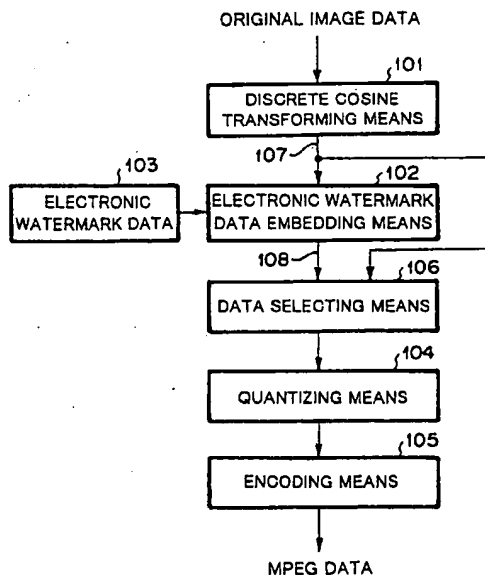 ORIGINAL IMAGE DATA
101
DISCRETE COSINE
TRANSFORMING MEANS
107
103
102
ELECTRONIC
WATERMARK DATA
ELECTRONIC WATERMARK
DATA EMBEDDING MEANS
108
106
DATA SELECTING MEANS
104
QUANTIZING MEANS
105
ENCODING MEANS
MPEG DATA